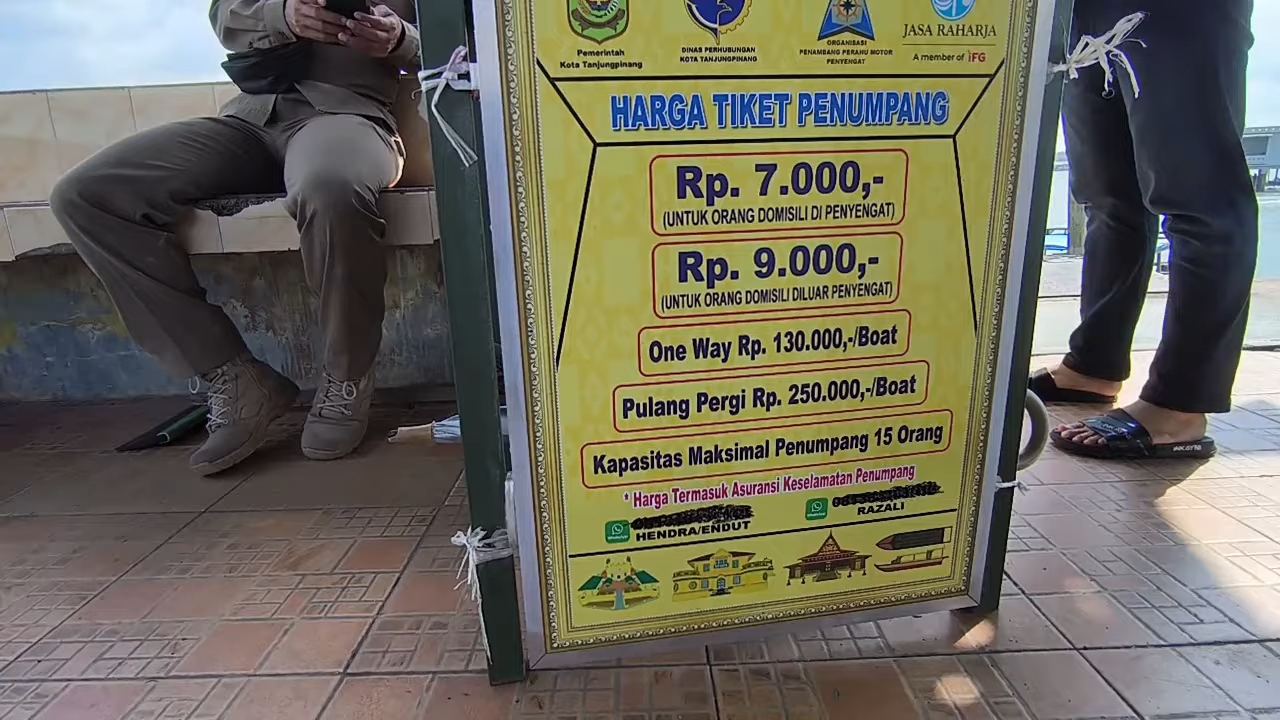 Pemerintah
Kota Tanjungpinang
DINAS PERHUBUNGAN
KOTA TANJUNGPINANG
ORGANISASI
PENAMBANG PERAHU MOTOR
PENYENGAT
JASA RAHARJA
A member of IFG
HARGA TIKET PENUMPANG
Rp. 7.000,-
(UNTUK ORANG DOMISILI DI PENYENGAT)
Rp. 9.000,-
(UNTUK ORANG DOMISILI DILUAR PENYENGAT)
One Way Rp. 130.000,-/Boat
Pulang Pergi Rp. 250.000,-/Boat
Kapasitas Maksimal Penumpang 15 Orang
* Harga Termasuk Asuransi Keselamatan Penumpang
HENDRA/ENDUT
RAZALI